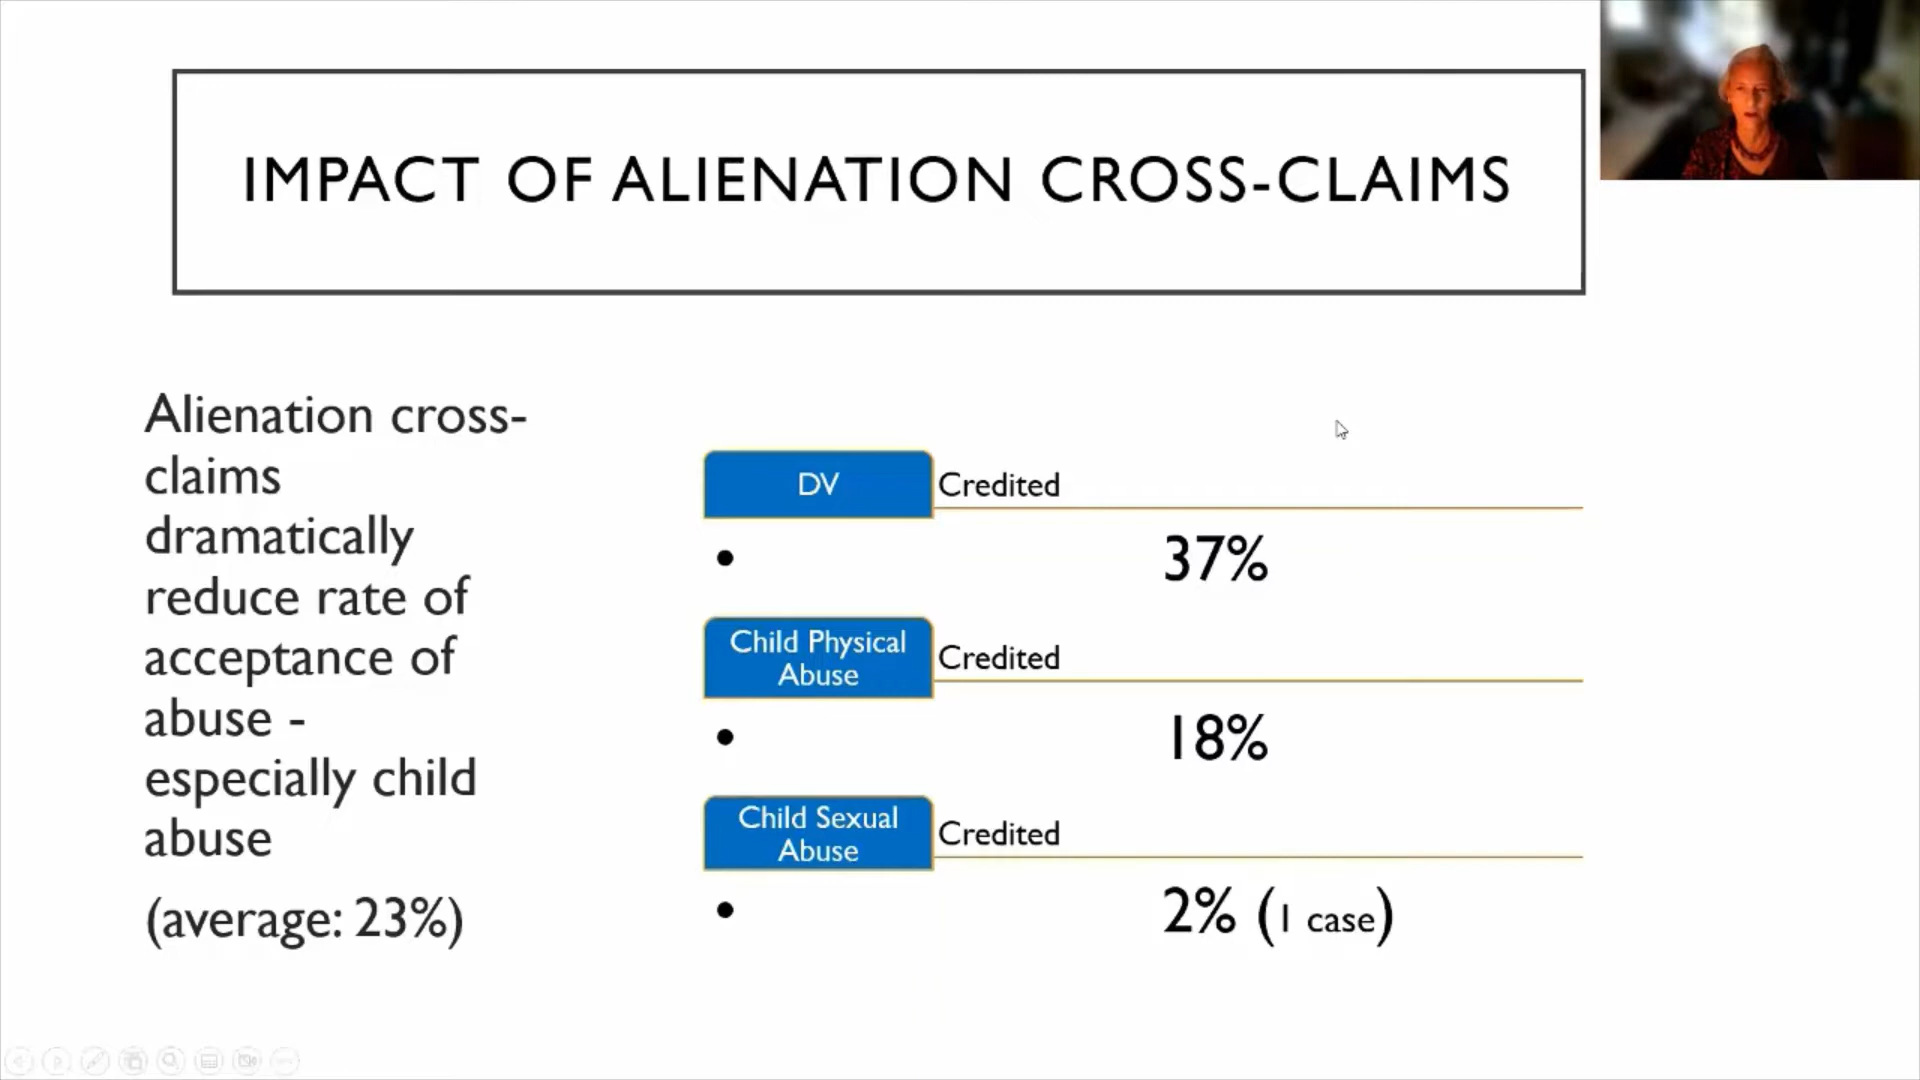 IMPACT OF ALIENATION CROSS-CLAIMS
Alienation cross-
claims
dramatically
reduce rate of
acceptance of
abuse -
especially child
abuse
(average: 23%)
DV
Credited
• 37%
Child Physical
Abuse
Credited
• 18%
Child Sexual
Abuse
Credited
• 2% (1 case)